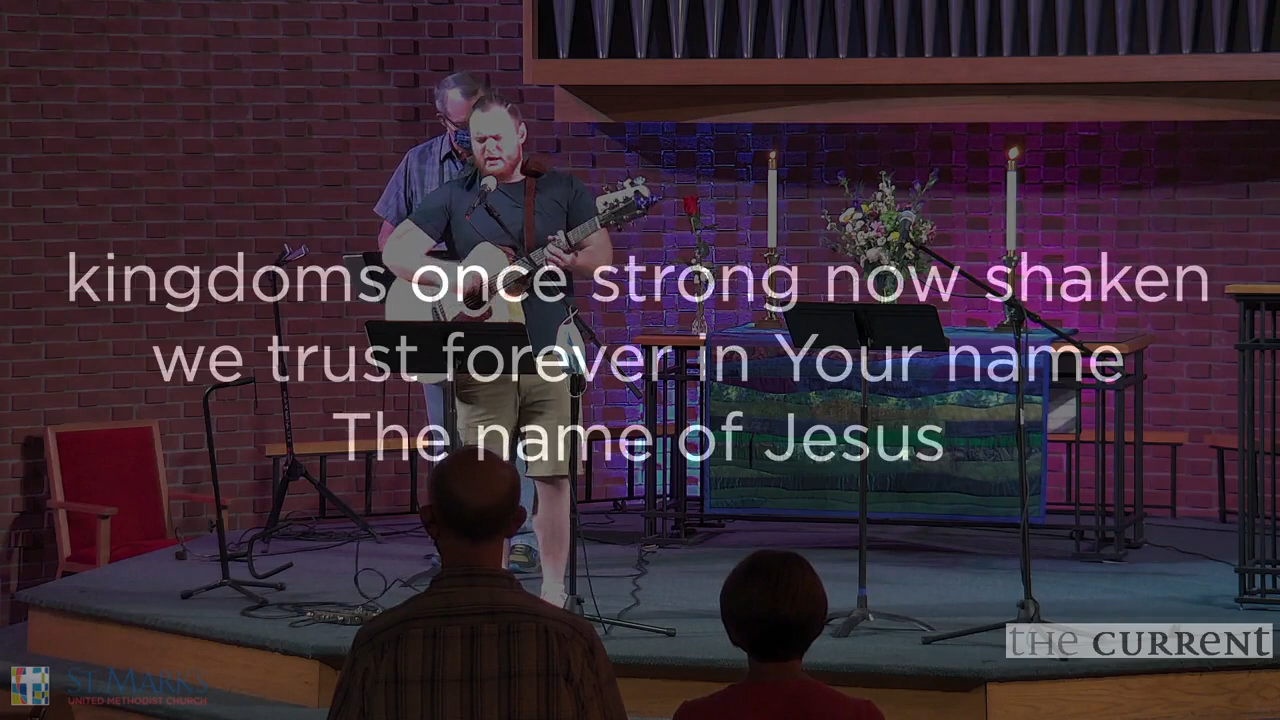 kingdoms once strong now shaken
we trust forever in Your name
The name of Jesus
the current
St. Marks
UNITED METHODIST CHURCH